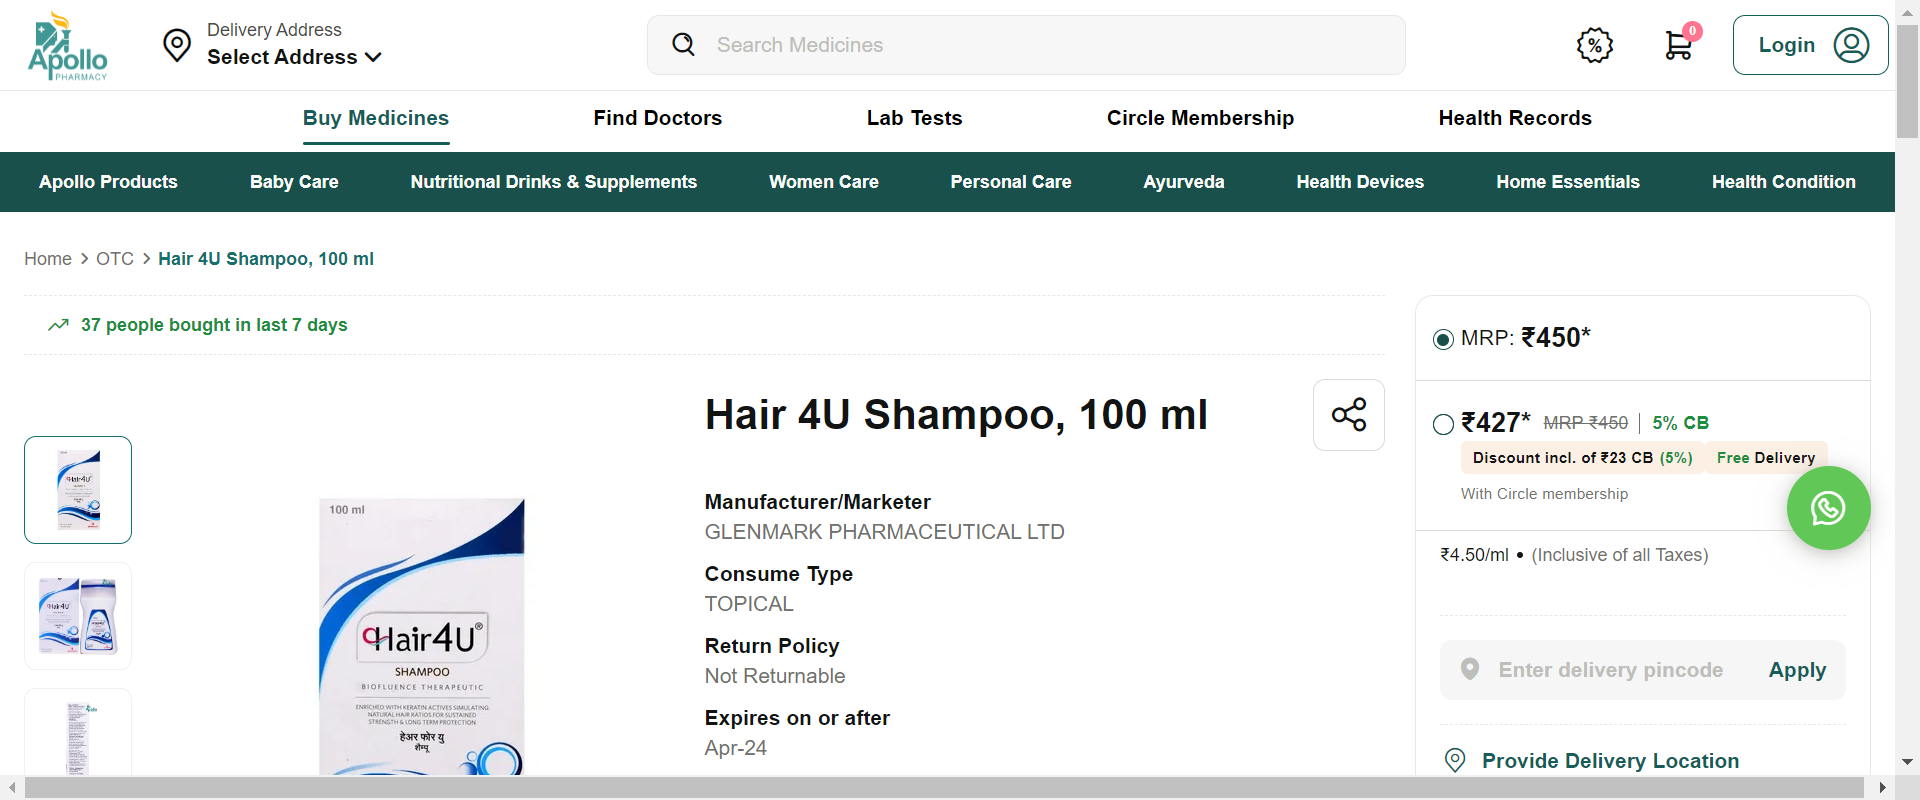 Apollo
PHARMACY
Delivery Address
Select Address
Search Medicines
%
0
Login
Buy Medicines
Find Doctors
Lab Tests
Circle Membership
Health Records
Apollo Products
Baby Care
Nutritional Drinks & Supplements
Women Care
Personal Care
Ayurveda
Health Devices
Home Essentials
Health Condition
Home > OTC > Hair 4U Shampoo, 100 ml
37 people bought in last 7 days
Hair4U
Hair4U
100 ml
Hair4U®
SHAMPOO
BIOFLUENCE THERAPEUTIC
ENRICHED WITH KERATIN ACTIVES SIMULATING
NATURAL HAIR RATIOS FOR SUSTAINED
STRENGTH & LONG TERM PROTECTION
हेअर फोर यु
शैम्पू
Hair 4U Shampoo, 100 ml
Manufacturer/Marketer
GLENMARK PHARMACEUTICAL LTD
Consume Type
TOPICAL
Return Policy
Not Returnable
Expires on or after
Apr-24
MRP: ₹450*
₹427* MRP ₹450 | 5% CB
Discount incl. of ₹23 CB (5%) Free Delivery
With Circle membership
₹4.50/ml • (Inclusive of all Taxes)
Enter delivery pincode
Apply
Provide Delivery Location